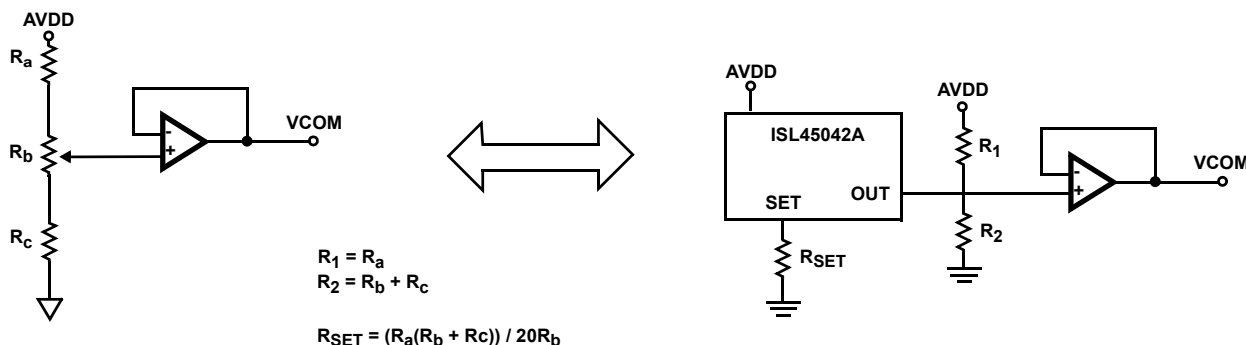 AVDD
Ra
Rb
Rc
-
+
VCOM
R1 = Ra
R2 = Rb + Rc
RSET = (Ra(Rb + Rc)) / 20Rb
AVDD
ISL45042A
SET
OUT
RSET
AVDD
R1
R2
-
+
VCOM